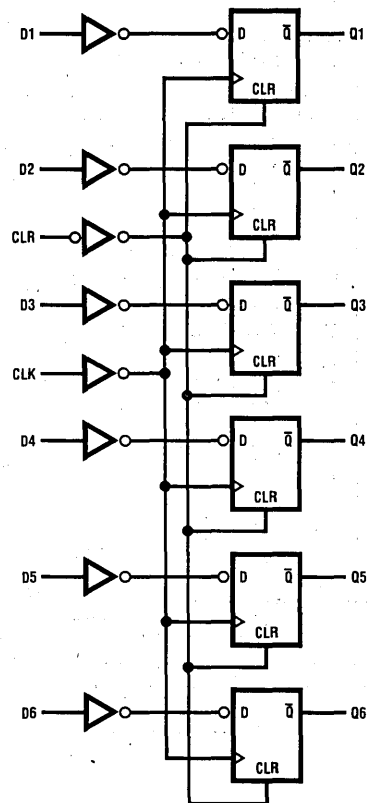 D1 D Q̅ Q1
CLR
D2 D Q̅ Q2
CLR CLR
D3 D Q̅ Q3
CLK CLR
D4 D Q̅ Q4
CLR
D5 D Q̅ Q5
CLR
D6 D Q̅ Q6
CLR